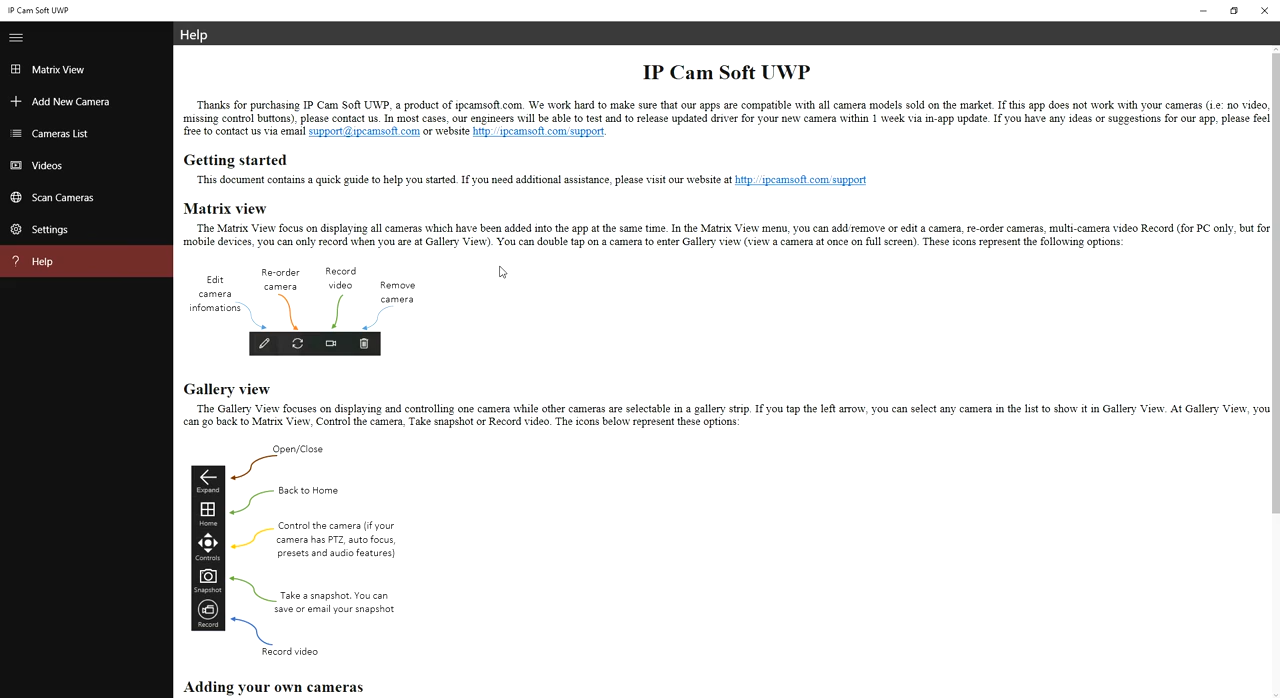 IP Cam Soft UWP
Matrix View
Add New Camera
Cameras List
Videos
Scan Cameras
Settings
Help
Help
IP Cam Soft UWP
Thanks for purchasing IP Cam Soft UWP, a product of ipcamsoft.com. We work hard to make sure that our apps are compatible with all camera models sold on the market. If this app does not work with your cameras (i.e: no video,
missing control buttons), please contact us. In most cases, our engineers will be able to test and to release updated driver for your new camera within 1 week via in-app update. If you have any ideas or suggestions for our app, please feel
free to contact us via email support@ipcamsoft.com or website http://ipcamsoft.com/support.
Getting started
This document contains a quick guide to help you started. If you need additional assistance, please visit our website at http://ipcamsoft.com/support
Matrix view
The Matrix View focus on displaying all cameras which have been added into the app at the same time. In the Matrix View menu, you can add/remove or edit a camera, re-order cameras, multi-camera video Record (for PC only, but for
mobile devices, you can only record when you are at Gallery View). You can double tap on a camera to enter Gallery view (view a camera at once on full screen). These icons represent the following options:
Edit
camera
infomations
Re-order
camera
Record
video
Remove
camera
Gallery view
The Gallery View focuses on displaying and controlling one camera while other cameras are selectable in a gallery strip. If you tap the left arrow, you can select any camera in the list to show it in Gallery View. At Gallery View, you
can go back to Matrix View, Control the camera, Take snapshot or Record video. The icons below represent these options:
Expand
Home
Controls
Snapshot
Record
Open/Close
Back to Home
Control the camera (if your
camera has PTZ, auto focus,
presets and audio features)
Take a snapshot. You can
save or email your snapshot
Record video
Adding your own cameras